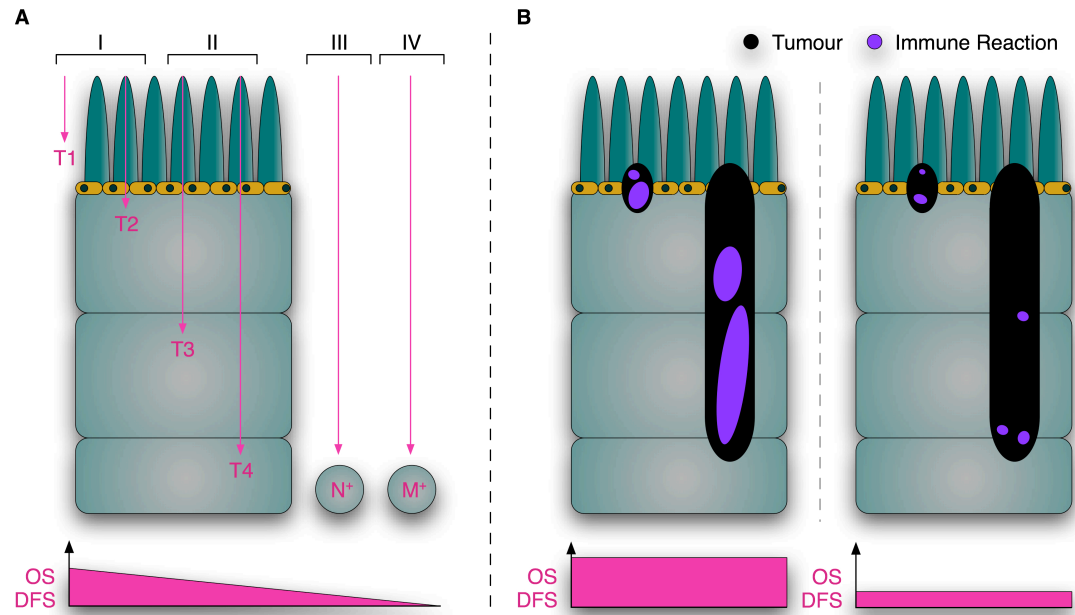 A
I II III IV
T1
T2
T3
T4
N+ M+
OS
DFS
B
Tumour Immune Reaction
OS
DFS
OS
DFS